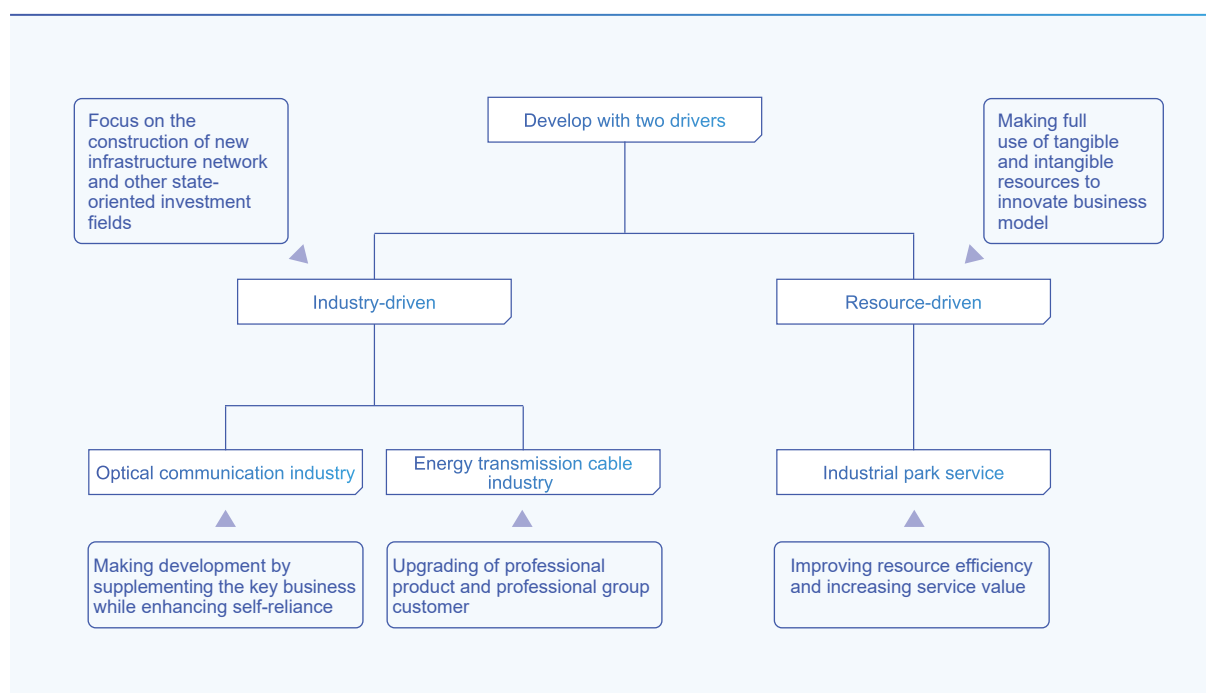 Develop with two drivers
Focus on the
construction of new
infrastructure network
and other state-
oriented investment
fields
Making full
use of tangible
and intangible
resources to
innovate business
model
Industry-driven
Resource-driven
Optical communication industry
Energy transmission cable
industry
Industrial park service
Making development by
supplementing the key business
while enhancing self-reliance
Upgrading of professional
product and professional group
customer
Improving resource efficiency
and increasing service value